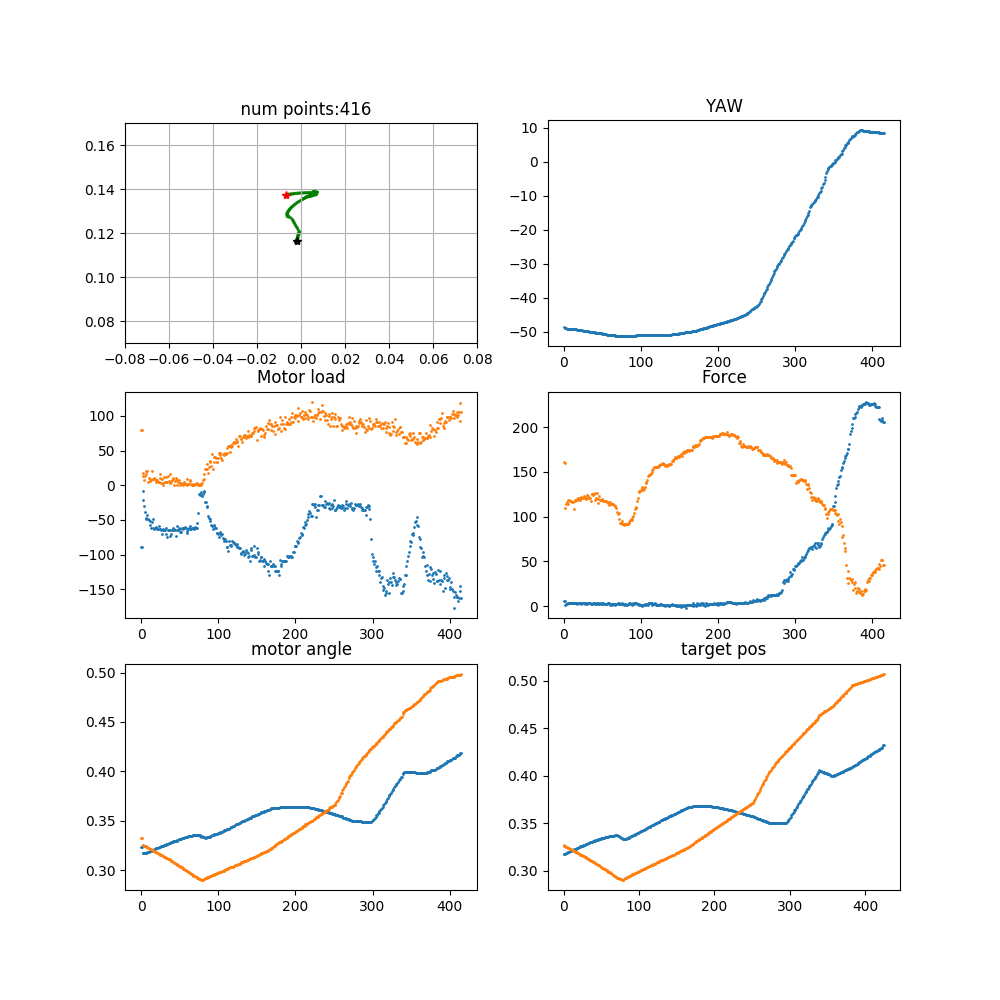 num points:416
YAW
0.16
0.14
0.12
0.10
0.08
−0.08 −0.06 −0.04 −0.02 0.00 0.02 0.04 0.06 0.08
10
0
−10
−20
−30
−40
−50
0 100 200 300 400
Motor load
Force
100
50
0
−50
−100
−150
0 100 200 300 400
200
150
100
50
0
0 100 200 300 400
motor angle
target pos
0.50
0.45
0.40
0.35
0.30
0 100 200 300 400
0.50
0.45
0.40
0.35
0.30
0 100 200 300 400